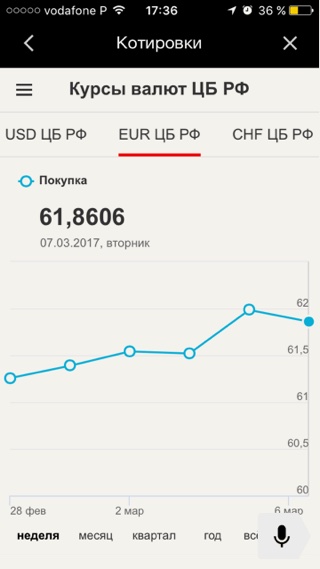 vodafone P 17:36 36 %
Котировки
Курсы валют ЦБ РФ
USD ЦБ РФ EUR ЦБ РФ CHF ЦБ РФ
Покупка
61,8606
07.03.2017, вторник
62
61,5
61
60,5
60
28 фев 2 мар 6 мар
неделя месяц квартал год